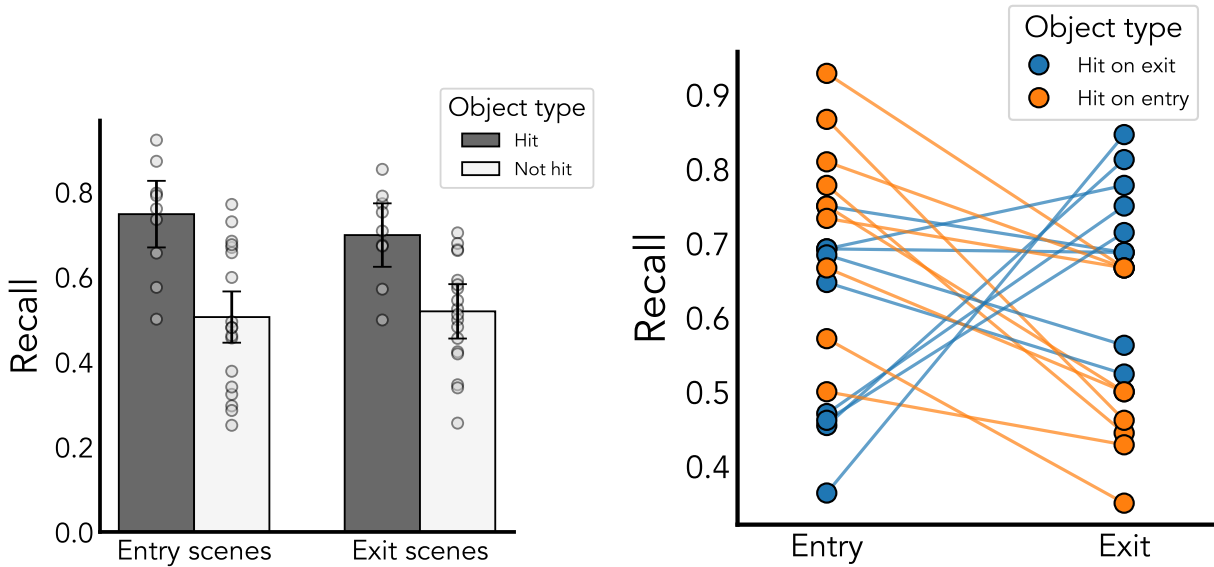 Object type
Hit
Not hit
Recall
0.8
0.6
0.4
0.2
0.0
Entry scenes
Exit scenes
Object type
Hit on exit
Hit on entry
Recall
0.9
0.8
0.7
0.6
0.5
0.4
Entry
Exit